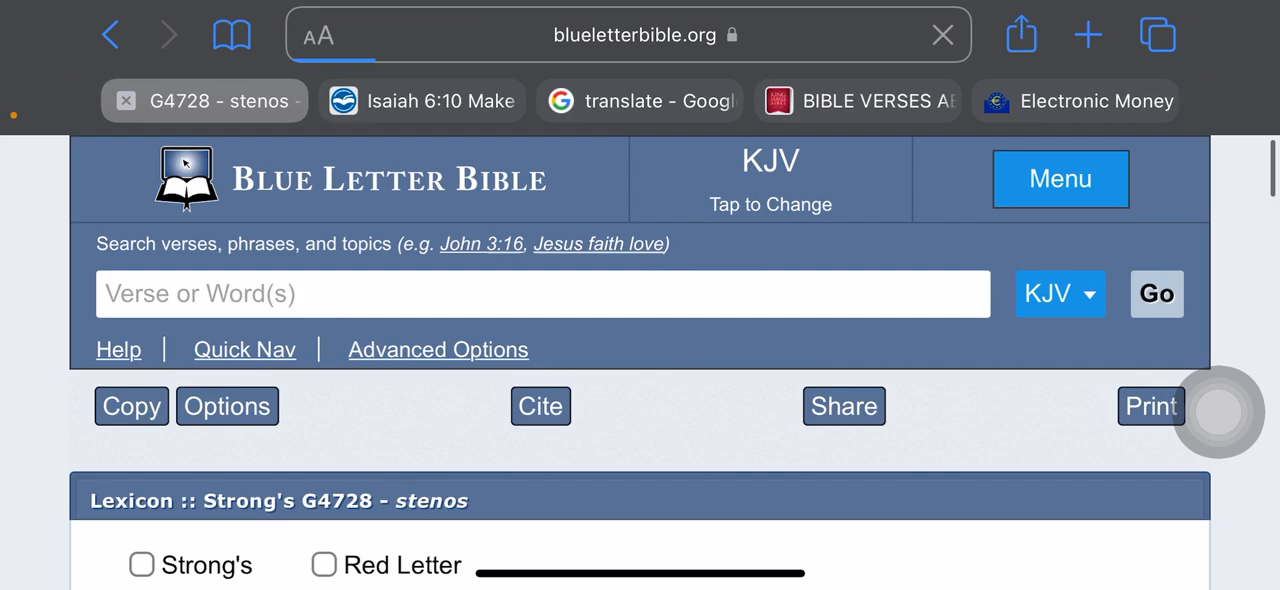 AA blueletterbible.org
G4728 - stenos - Isaiah 6:10 Make translate - Googl BIBLE VERSES AB Electronic Money
BLUE LETTER BIBLE
KJV
Tap to Change
Menu
Search verses, phrases, and topics (e.g. John 3:16, Jesus faith love)
Verse or Word(s) KJV Go
Help | Quick Nav | Advanced Options
Copy Options Cite Share Print
Lexicon :: Strong's G4728 - stenos
Strong's Red Letter